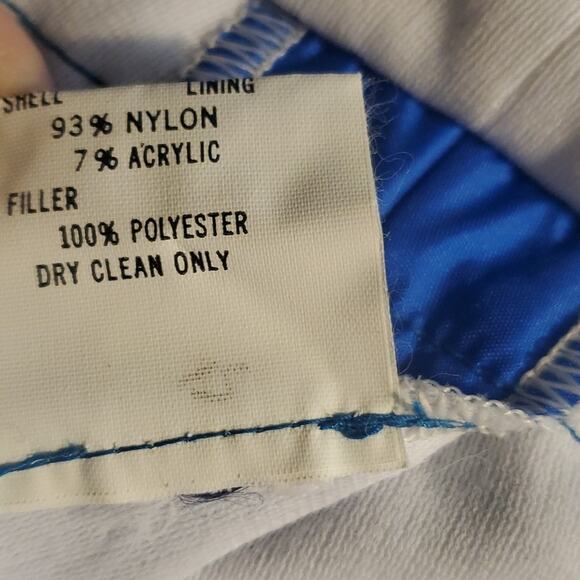 SHELL LINING
93% NYLON
7% ACRYLIC
FILLER
100% POLYESTER
DRY CLEAN ONLY